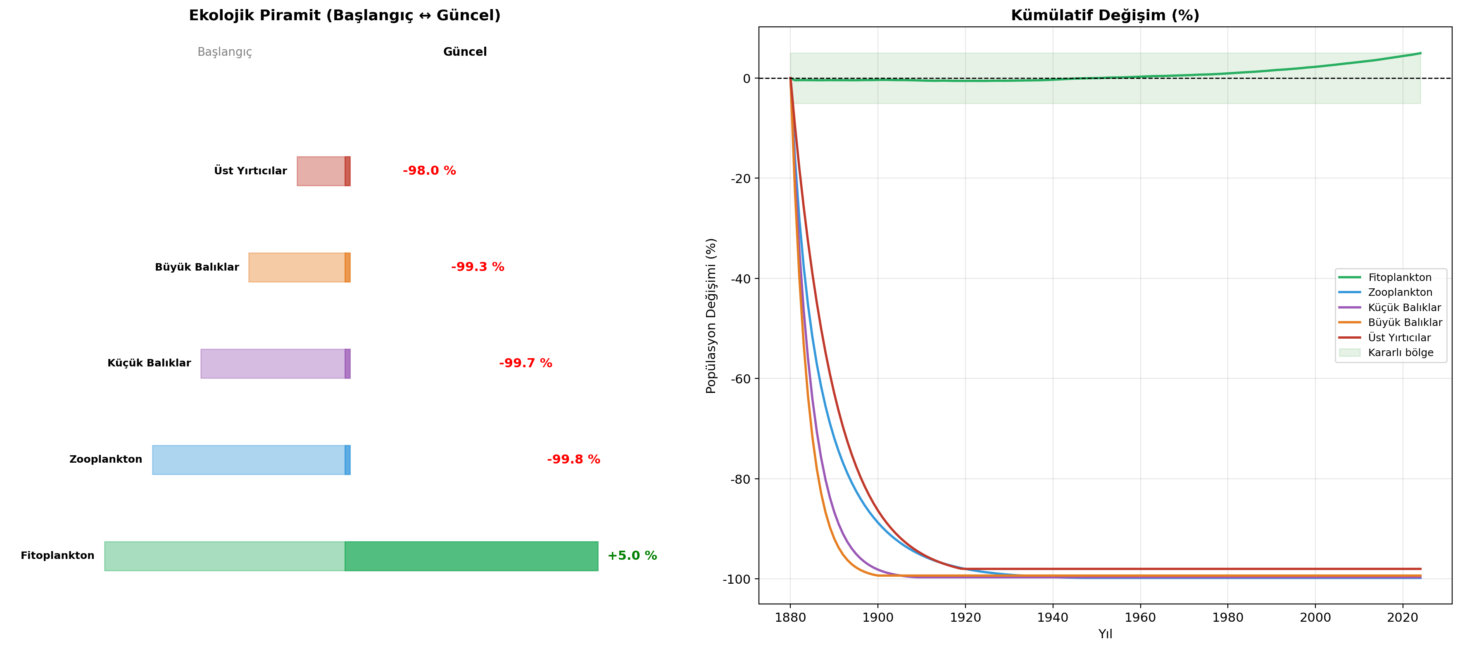 Ekolojik Piramit (Başlangıç ↔ Güncel)
Başlangıç
Güncel
Üst Yırtıcılar
-98.0 %
Büyük Balıklar
-99.3 %
Küçük Balıklar
-99.7 %
Zooplankton
-99.8 %
Fitoplankton
+5.0 %
Kümülatif Değişim (%)
Popülasyon Değişimi (%)
0
-20
-40
-60
-80
-100
Fitoplankton
Zooplankton
Küçük Balıklar
Büyük Balıklar
Üst Yırtıcılar
Kararlı bölge
1880
1900
1920
1940
1960
1980
2000
2020
Yıl